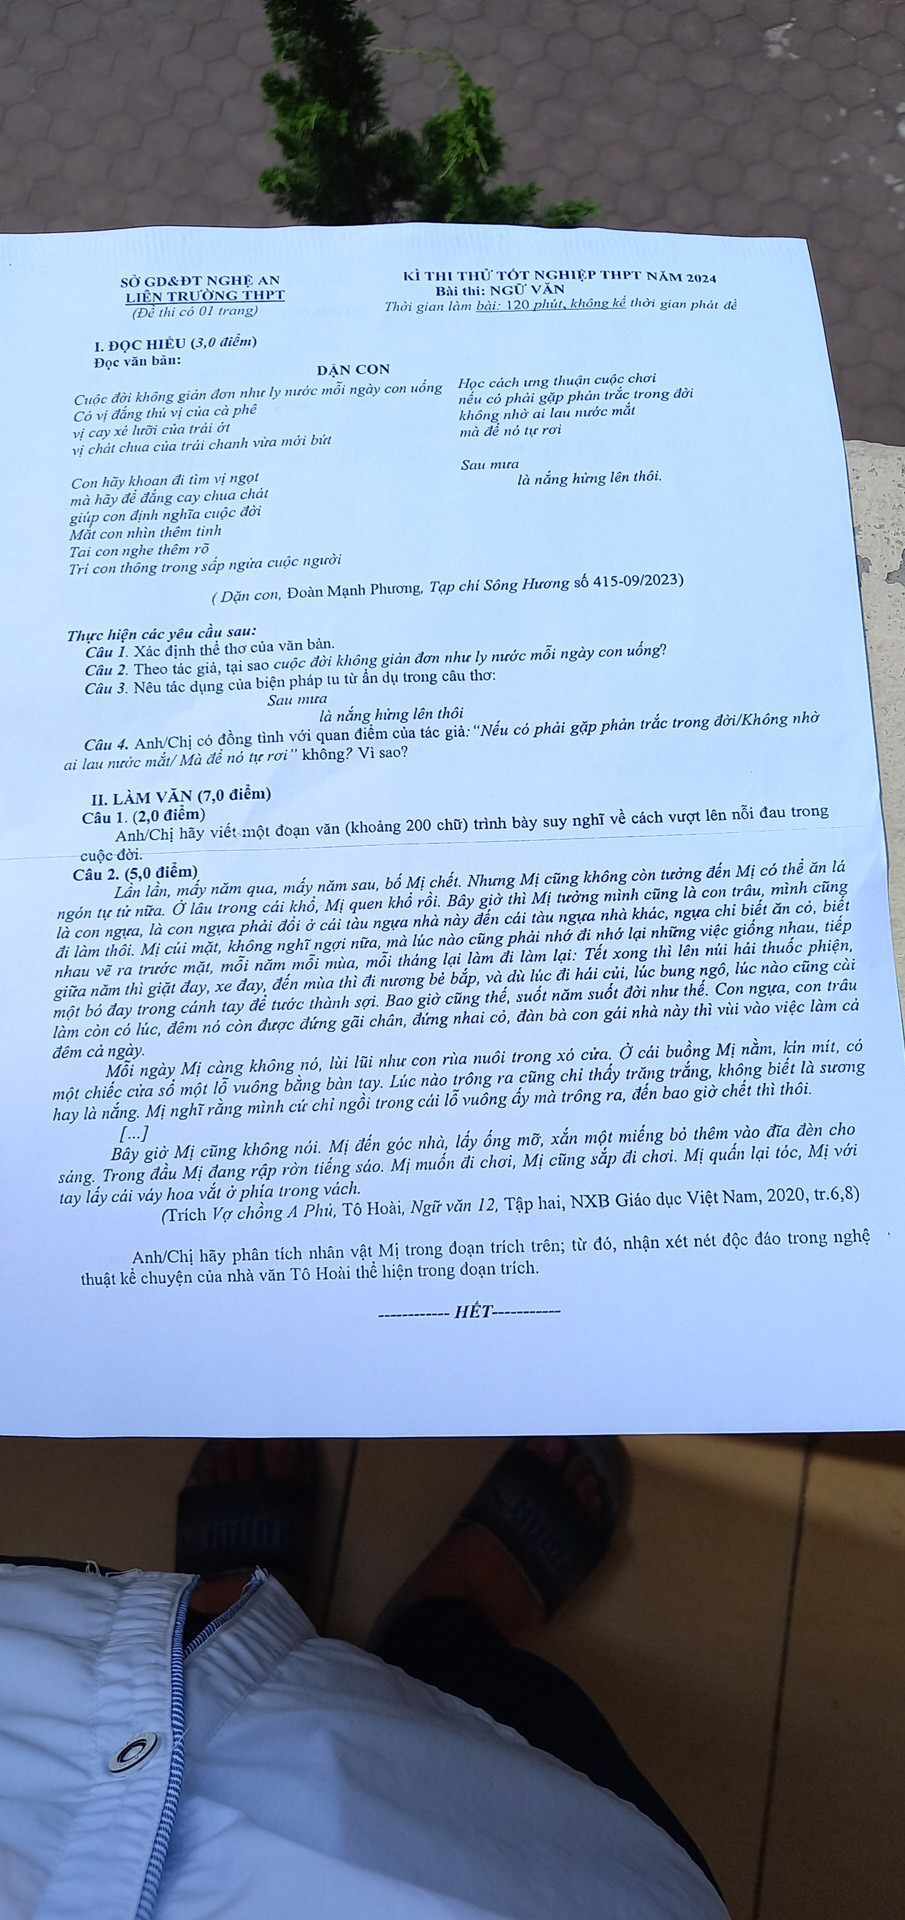 SỞ GD&ĐT NGHỆ AN
LIÊN TRƯỜNG THPT
(Đề thi có 01 trang)
KÌ THI THỬ TỐT NGHIỆP THPT NĂM 2024
Bài thi: NGỮ VĂN
Thời gian làm bài: 120 phút, không kể thời gian phát đề
I. ĐỌC HIỂU (3,0 điểm)
Đọc văn bản:
DẶN CON
Cuộc đời không giản đơn như ly nước mỗi ngày con uống
Có vị đắng thú vị của cà phê
vị cay xé lưỡi của trái ớt
vị chát chua của trái chanh vừa mới bứt
Con hãy khoan đi tìm vị ngọt
mà hãy để đắng cay chua chát
giúp con định nghĩa cuộc đời
Mắt con nhìn thêm tinh
Tai con nghe thêm rõ
Trí con thông trong sấp ngửa cuộc người
Học cách ưng thuận cuộc chơi
nếu có phải gặp phản trắc trong đời
không nhờ ai lau nước mắt
mà để nó tự rơi
Sau mưa
là nắng hừng lên thôi.
( Dặn con, Đoàn Mạnh Phương, Tạp chí Sông Hương số 415-09/2023)
Thực hiện các yêu cầu sau:
Câu 1. Xác định thể thơ của văn bản.
Câu 2. Theo tác giả, tại sao cuộc đời không giản đơn như ly nước mỗi ngày con uống?
Câu 3. Nêu tác dụng của biện pháp tu từ ẩn dụ trong câu thơ:
Sau mưa
là nắng hừng lên thôi
Câu 4. Anh/Chị có đồng tình với quan điểm của tác giả: "Nếu có phải gặp phản trắc trong đời/Không nhờ
ai lau nước mắt/ Mà để nó tự rơi" không? Vì sao?
II. LÀM VĂN (7,0 điểm)
Câu 1. (2,0 điểm)
Anh/Chị hãy viết một đoạn văn (khoảng 200 chữ) trình bày suy nghĩ về cách vượt lên nỗi đau trong
cuộc đời.
Câu 2. (5,0 điểm)
Lần lần, mấy năm qua, mấy năm sau, bố Mị chết. Nhưng Mị cũng không còn tưởng đến Mị có thể ăn lá
ngón tự tử nữa. Ở lâu trong cái khổ, Mị quen khổ rồi. Bây giờ thì Mị tưởng mình cũng là con trâu, mình cũng
là con ngựa, là con ngựa phải đổi ở cái tàu ngựa nhà này đến cái tàu ngựa nhà khác, ngựa chỉ biết ăn cỏ, biết
đi làm thôi. Mị cúi mặt, không nghĩ ngợi nữa, mà lúc nào cũng phải nhớ đi nhớ lại những việc giống nhau, tiếp
nhau vẽ ra trước mặt, mỗi năm mỗi mùa, mỗi tháng lại làm đi làm lại: Tết xong thì lên núi hái thuốc phiện,
giữa năm thì giặt đay, xe đay, đến mùa thì đi nương bẻ bắp, và dù lúc đi hái củi, lúc bung ngô, lúc nào cũng cài
một bó đay trong cánh tay để tước thành sợi. Bao giờ cũng thế, suốt năm suốt đời như thế. Con ngựa, con trâu
làm còn có lúc, đêm nó còn được đứng gãi chân, đứng nhai cỏ, đàn bà con gái nhà này thì vùi vào việc làm cả
đêm cả ngày.
Mỗi ngày Mị càng không nó, lùi lũi như con rùa nuôi trong xó cửa. Ở cái buồng Mị nằm, kín mít, có
một chiếc cửa sổ một lỗ vuông bằng bàn tay. Lúc nào trông ra cũng chỉ thấy trăng trắng, không biết là sương
hay là nắng. Mị nghĩ rằng mình cứ chỉ ngồi trong cái lỗ vuông ấy mà trông ra, đến bao giờ chết thì thôi.
[...]
Bây giờ Mị cũng không nói. Mị đến góc nhà, lấy ống mỡ, xắn một miếng bỏ thêm vào đĩa đèn cho
sáng. Trong đầu Mị đang rập rờn tiếng sáo. Mị muốn đi chơi, Mị cũng sắp đi chơi. Mị quấn lại tóc, Mị với
tay lấy cái váy hoa vắt ở phía trong vách.
(Trích Vợ chồng A Phủ, Tô Hoài, Ngữ văn 12, Tập hai, NXB Giáo dục Việt Nam, 2020, tr.6,8)
Anh/Chị hãy phân tích nhân vật Mị trong đoạn trích trên; từ đó, nhận xét nét độc đáo trong nghệ
thuật kể chuyện của nhà văn Tô Hoài thể hiện trong đoạn trích.
------------ HẾT------------